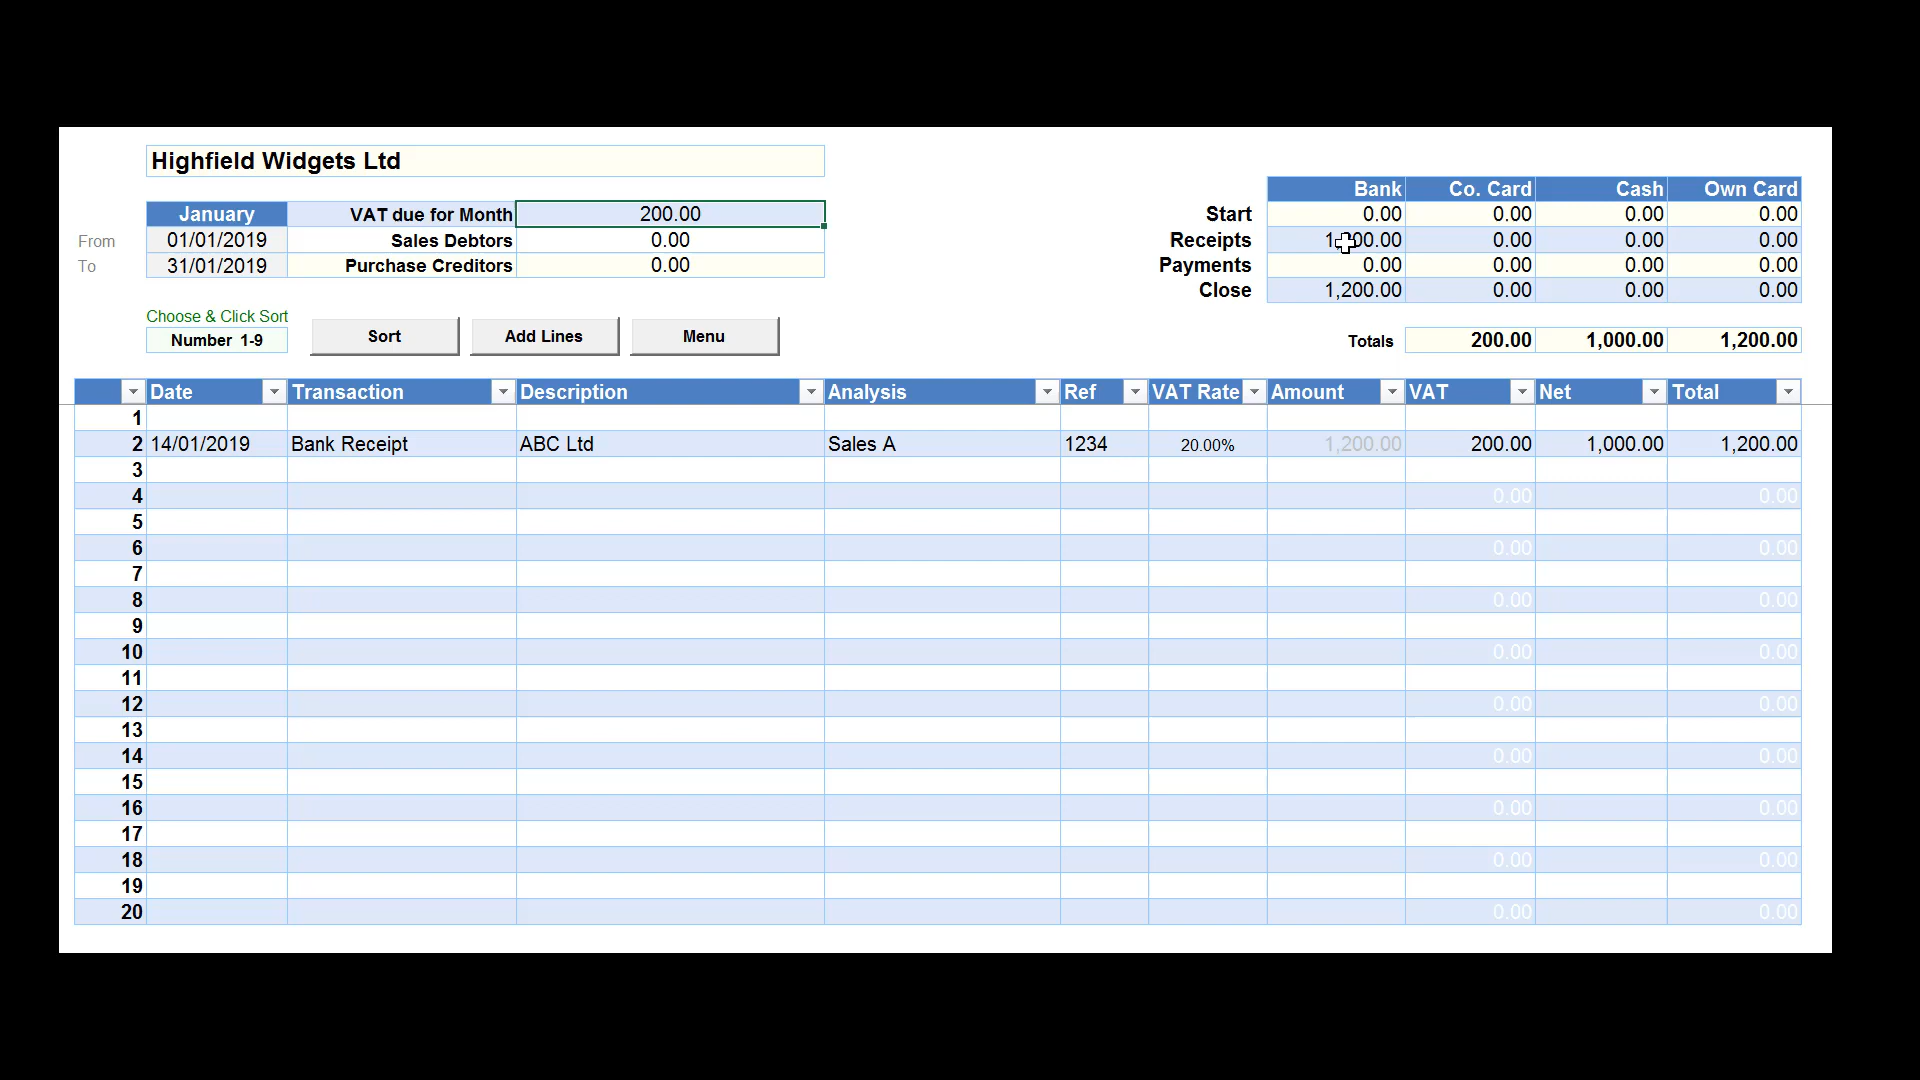 Highfield Widgets Ltd
Bank Co. Card Cash Own Card
January VAT due for Month 200.00 Start 0.00 0.00 0.00 0.00
From 01/01/2019 Sales Debtors 0.00 Receipts 0.00 0.00 0.00
To 31/01/2019 Purchase Creditors 0.00 Payments 0.00 0.00 0.00 0.00
Close 1,200.00 0.00 0.00 0.00
Choose & Click Sort
Number 1-9 Sort Add Lines Menu Totals 200.00 1,000.00 1,200.00
Date Transaction Description Analysis Ref VAT Rate Amount VAT Net Total
1
2 14/01/2019 Bank Receipt ABC Ltd Sales A 1234 20.00% 1,200.00 200.00 1,000.00 1,200.00
3
4 0.00 0.00
5
6 0.00 0.00
7
8 0.00 0.00
9
10 0.00 0.00
11
12 0.00 0.00
13
14 0.00 0.00
15
16 0.00 0.00
17
18 0.00 0.00
19
20 0.00 0.00